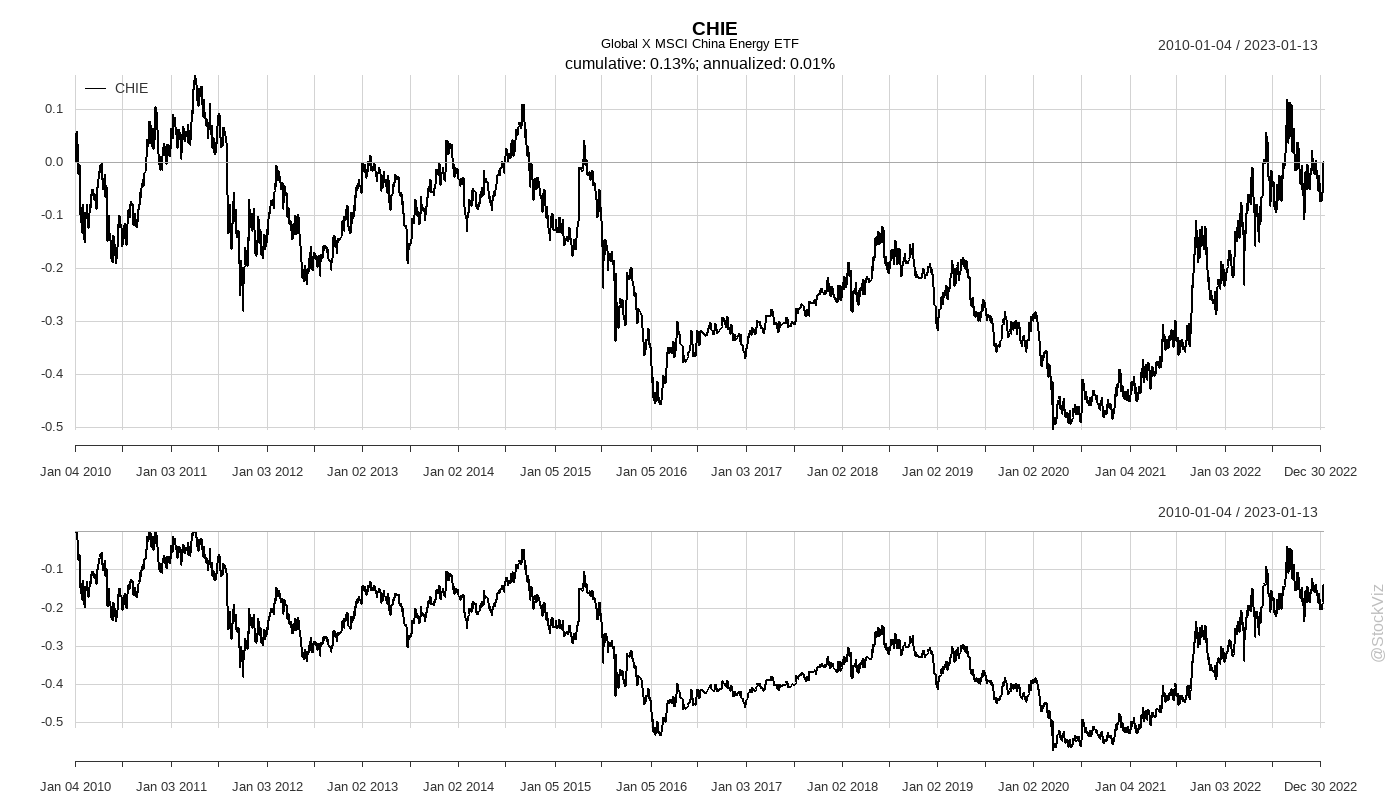 CHIE
Global X MSCI China Energy ETF
cumulative: 0.13%; annualized: 0.01%
2010-01-04 / 2023-01-13
CHIE
0.1
0.0
-0.1
-0.2
-0.3
-0.4
-0.5
Jan 04 2010 Jan 03 2011 Jan 03 2012 Jan 02 2013 Jan 02 2014 Jan 05 2015 Jan 05 2016 Jan 03 2017 Jan 02 2018 Jan 02 2019 Jan 02 2020 Jan 04 2021 Jan 03 2022 Dec 30 2022
2010-01-04 / 2023-01-13
-0.1
-0.2
-0.3
-0.4
-0.5
Jan 04 2010 Jan 03 2011 Jan 03 2012 Jan 02 2013 Jan 02 2014 Jan 05 2015 Jan 05 2016 Jan 03 2017 Jan 02 2018 Jan 02 2019 Jan 02 2020 Jan 04 2021 Jan 03 2022 Dec 30 2022
@StockViz